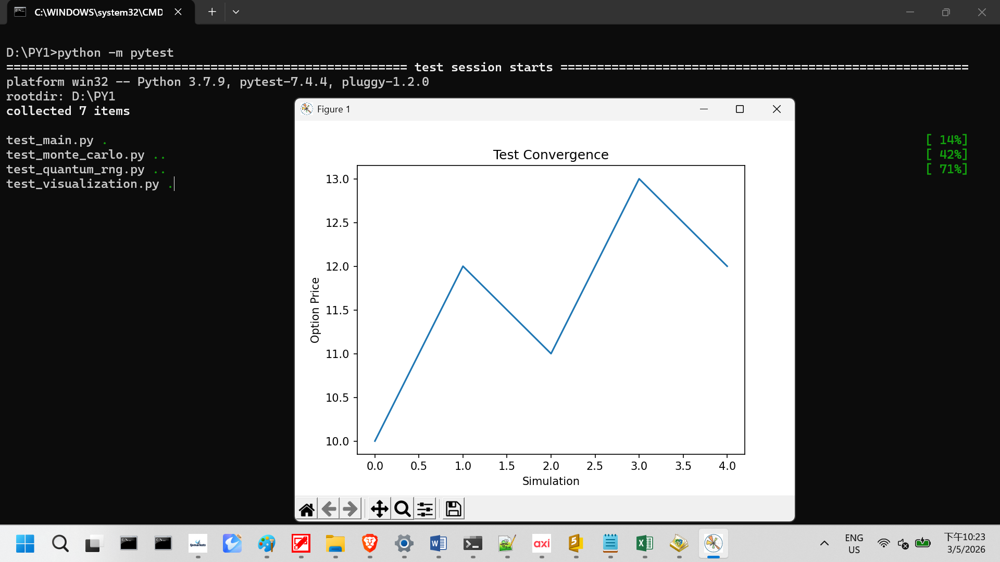 C:\WINDOWS\system32\CMD
D:\PY1>python -m pytest
======================================================= test session starts ========================================================
platform win32 -- Python 3.7.9, pytest-7.4.4, pluggy-1.2.0
rootdir: D:\PY1
collected 7 items
test_main.py . [ 14%]
test_monte_carlo.py .. [ 42%]
test_quantum_rng.py .. [ 71%]
test_visualization.py .
Figure 1
Test Convergence
13.0
12.5
12.0
11.5
11.0
10.5
10.0
Option Price
0.0 0.5 1.0 1.5 2.0 2.5 3.0 3.5 4.0
Simulation
fpmarkets
axi
ENG
US
下午10:23
3/5/2026